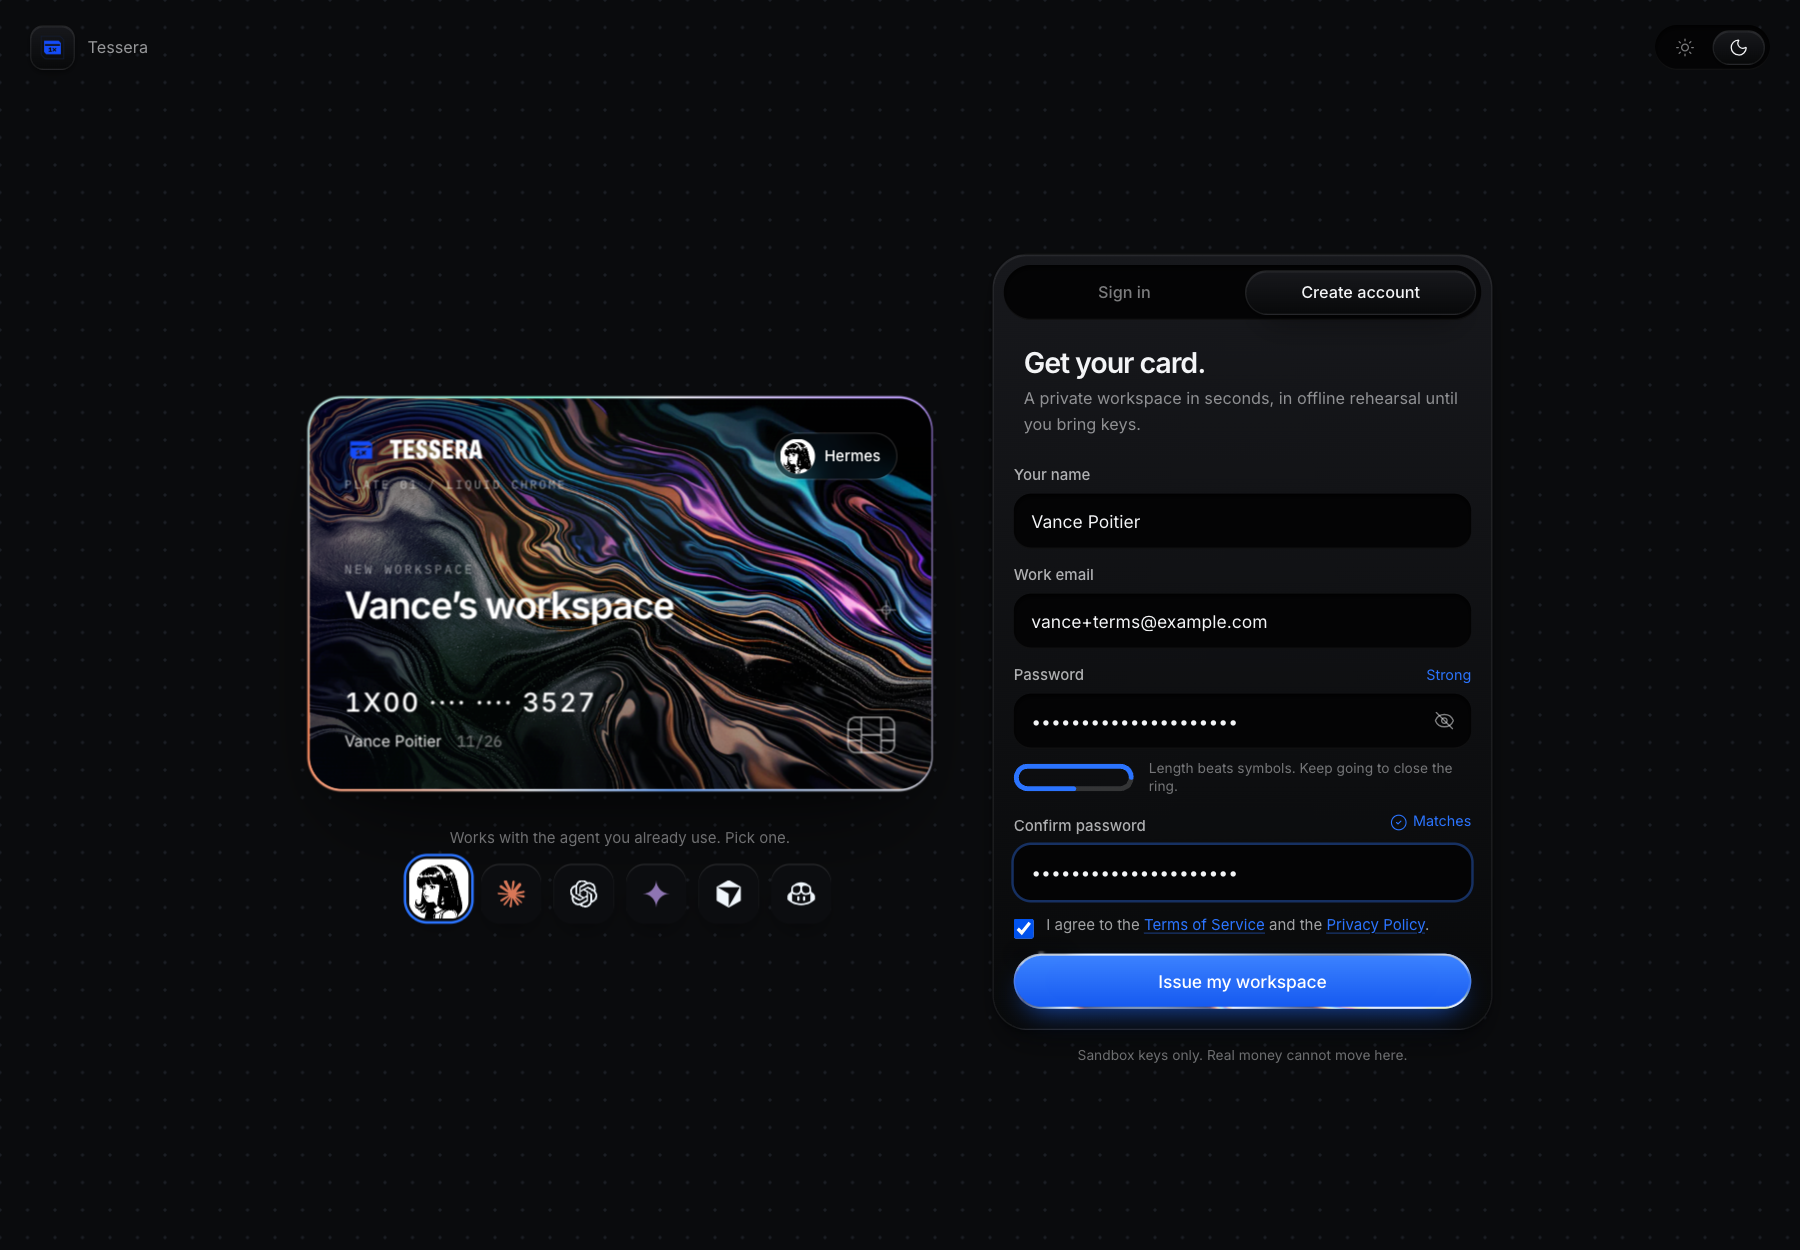 Tessera
TESSERA
Hermes
PLATE 01 / LIQUID CHROME
NEW WORKSPACE
Vance's workspace
1X00 ···· ···· 3527
Vance Poitier 11/26
Works with the agent you already use. Pick one.
Sign in
Create account
Get your card.
A private workspace in seconds, in offline rehearsal until
you bring keys.
Your name
Vance Poitier
Work email
vance+terms@example.com
Password
Strong
•••••••••••••••••••••
Length beats symbols. Keep going to close the
ring.
Confirm password
Matches
•••••••••••••••••••••
I agree to the Terms of Service and the Privacy Policy.
Issue my workspace
Sandbox keys only. Real money cannot move here.